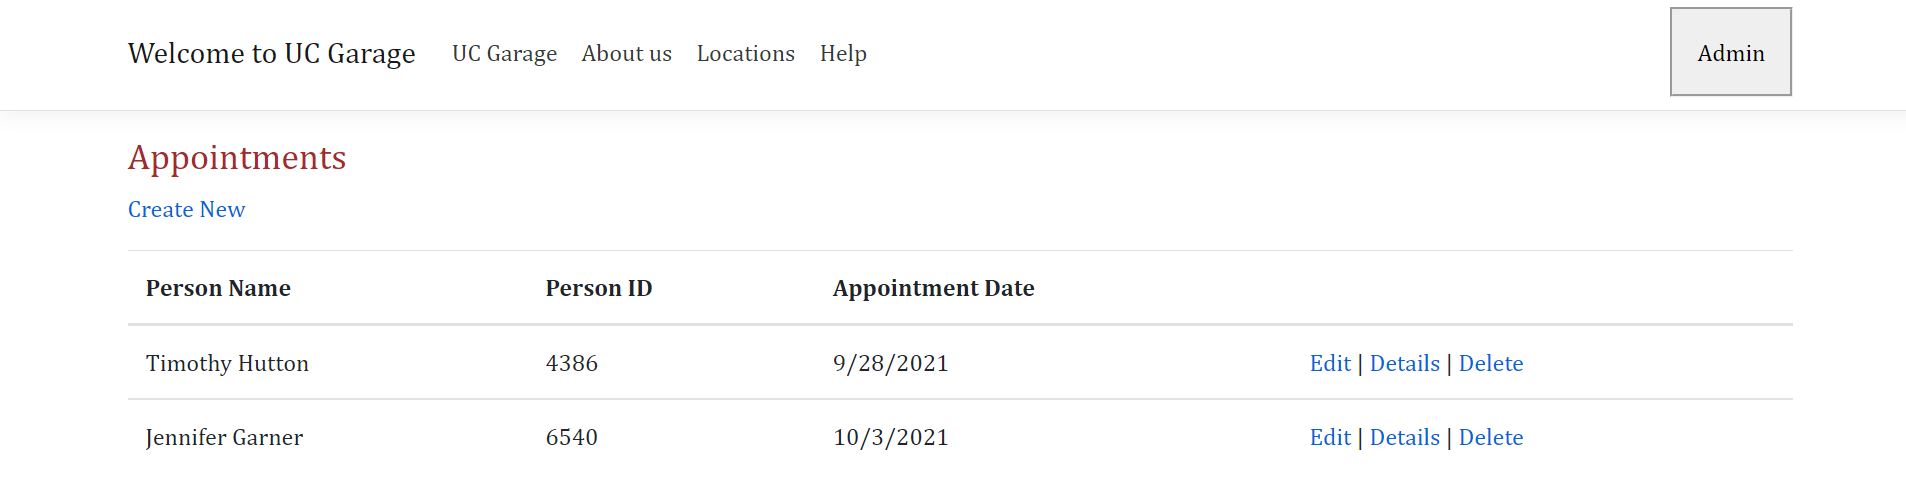 Welcome to UC Garage UC Garage About us Locations Help Admin
Appointments
Create New
Person Name Person ID Appointment Date
Timothy Hutton 4386 9/28/2021 Edit | Details | Delete
Jennifer Garner 6540 10/3/2021 Edit | Details | Delete